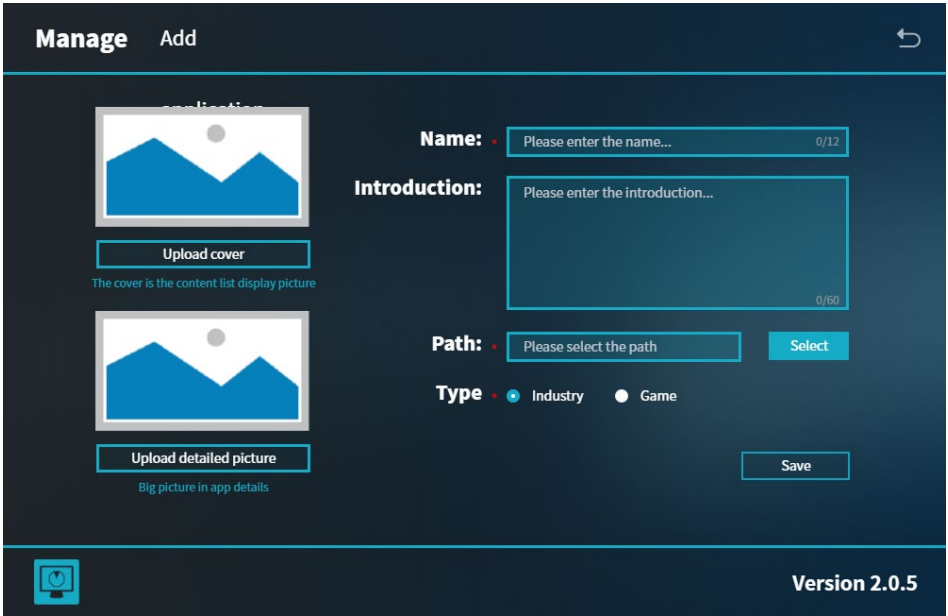 Manage Add
application
Name:
Please enter the name...
0/12
Introduction:
Please enter the introduction...
0/60
Upload cover
The cover is the content list display picture
Path:
Please select the path
Select
Type
Industry
Game
Upload detailed picture
Big picture in app details
Save
Version 2.0.5